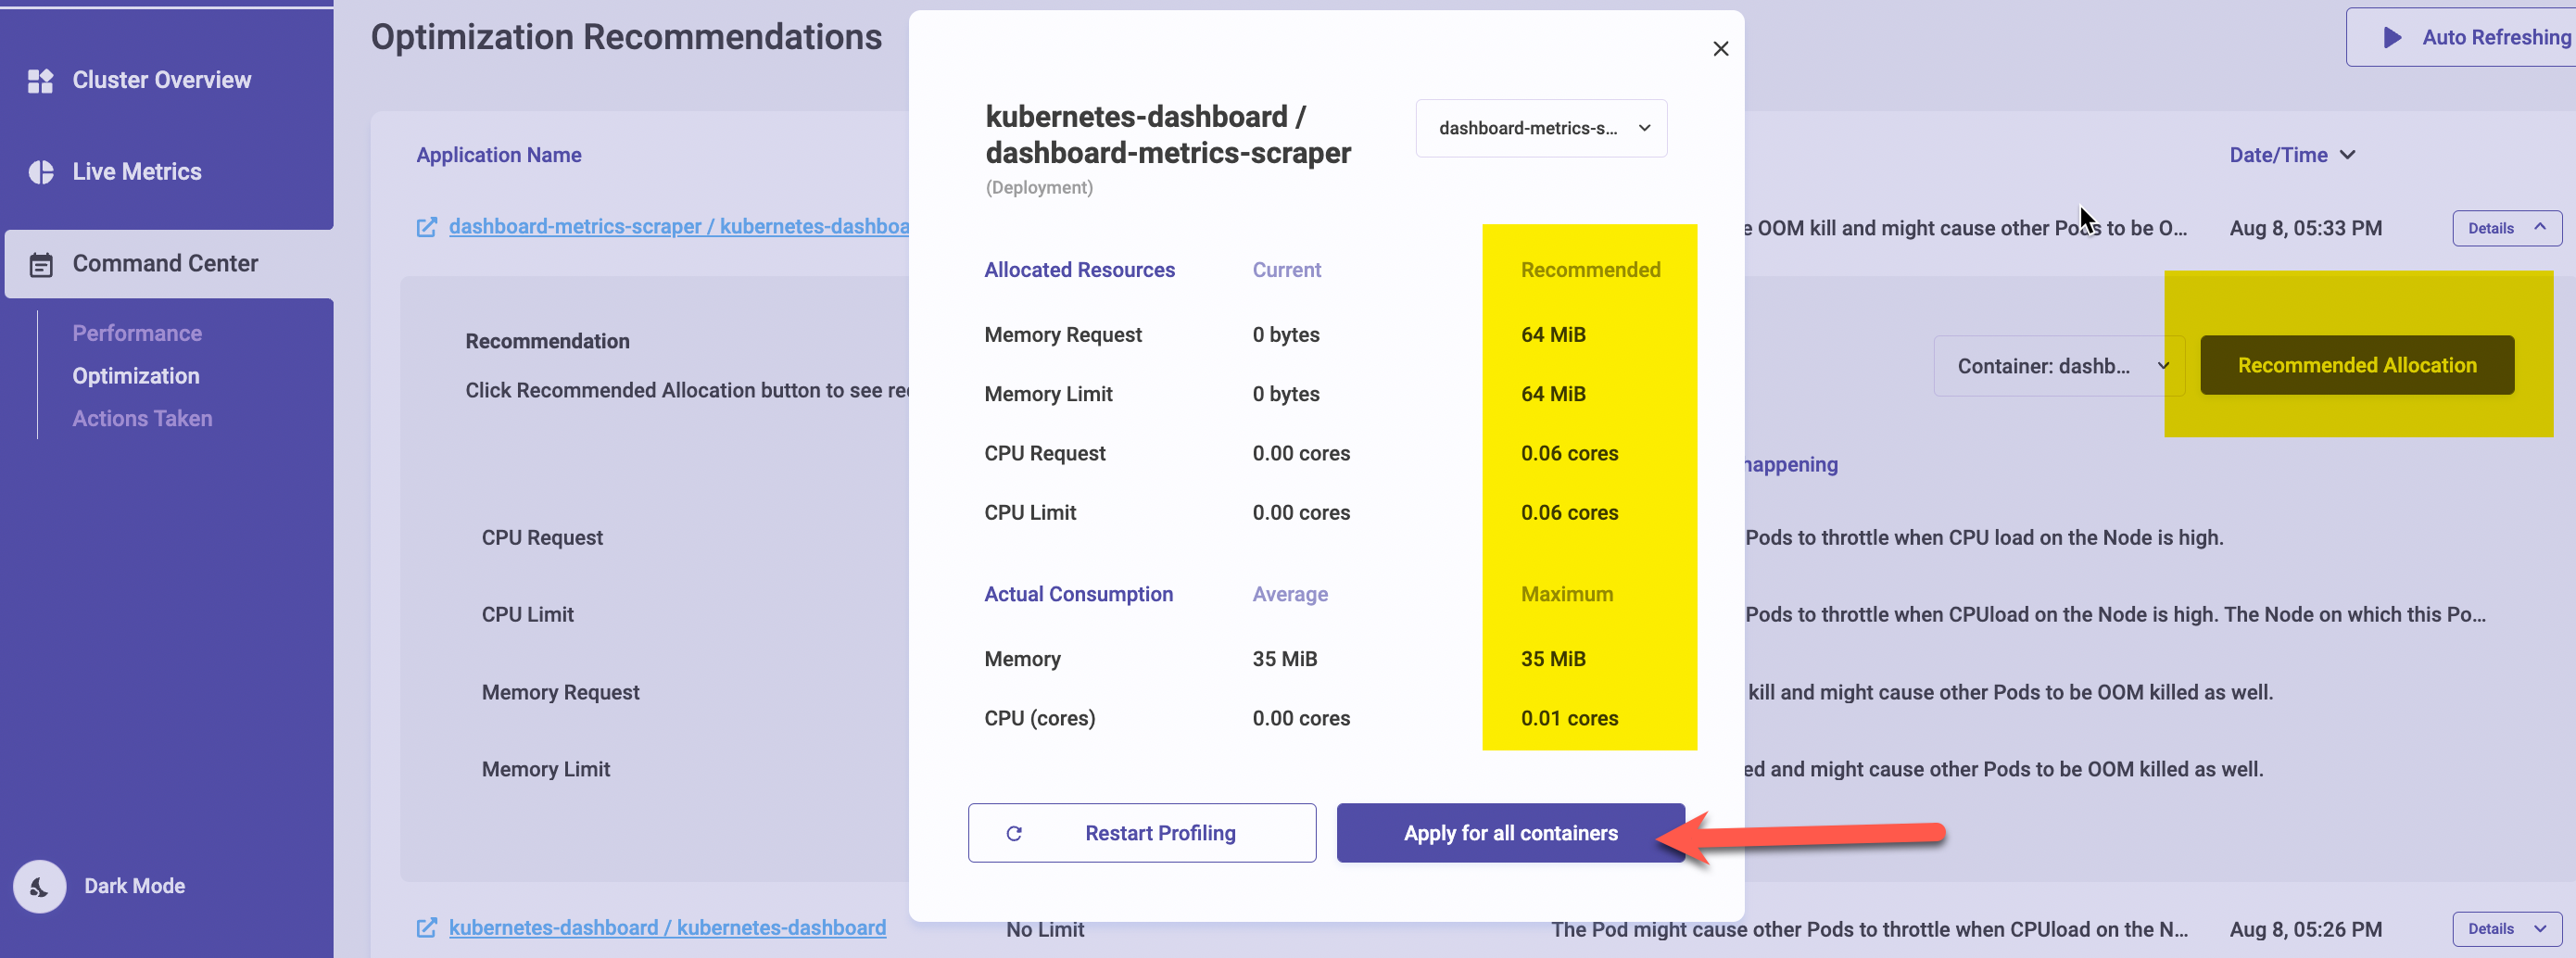 Optimization Recommendations
Auto Refreshing
Cluster Overview
Live Metrics
Command Center
Performance
Optimization
Actions Taken
Dark Mode
Application Name
Date/Time
dashboard-metrics-scraper / kubernetes-dashboa
e OOM kill and might cause other Pods to be O...
Aug 8, 05:33 PM
Details
Recommendation
Click Recommended Allocation button to see rec
Container: dashb...
Recommended Allocation
happening
CPU Request
Pods to throttle when CPU load on the Node is high.
CPU Limit
Pods to throttle when CPUload on the Node is high. The Node on which this Po...
Memory Request
kill and might cause other Pods to be OOM killed as well.
Memory Limit
ed and might cause other Pods to be OOM killed as well.
kubernetes-dashboard /
dashboard-metrics-scraper
(Deployment)
dashboard-metrics-s...
Allocated Resources Current Recommended
Memory Request 0 bytes 64 MiB
Memory Limit 0 bytes 64 MiB
CPU Request 0.00 cores 0.06 cores
CPU Limit 0.00 cores 0.06 cores
Actual Consumption Average Maximum
Memory 35 MiB 35 MiB
CPU (cores) 0.00 cores 0.01 cores
Restart Profiling
Apply for all containers
kubernetes-dashboard / kubernetes-dashboard
No Limit
The Pod might cause other Pods to throttle when CPUload on the N...
Aug 8, 05:26 PM
Details